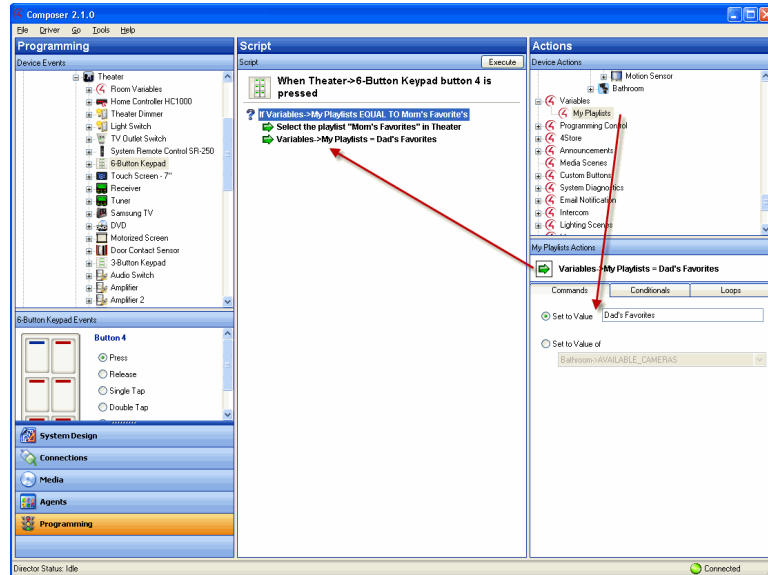 Composer 2.1.0
File Driver Go Tools Help
Programming
Device Events
Theater
Room Variables
Home Controller HC1000
Theater Dimmer
Light Switch
TV Outlet Switch
System Remote Control SR-250
6-Button Keypad
Touch Screen - 7"
Receiver
Tuner
Samsung TV
DVD
Motorized Screen
Door Contact Sensor
3-Button Keypad
Audio Switch
Amplifier
Amplifier 2
6-Button Keypad Events
Button 4
Press
Release
Single Tap
Double Tap
System Design
Connections
Media
Agents
Programming
Script
Script Execute
When Theater->6-Button Keypad button 4 is
pressed
? If Variables->My Playlists EQUAL TO Mom's Favorite's
Select the playlist "Mom's Favorites" in Theater
Variables->My Playlists = Dad's Favorites
Actions
Device Actions
Motion Sensor
Bathroom
Variables
My Playlists
Programming Control
4Store
Announcements
Media Scenes
Custom Buttons
System Diagnostics
Email Notification
Intercom
Lighting Scenes
My Playlists Actions
Variables->My Playlists = Dad's Favorites
Commands Conditionals Loops
Set to Value Dad's Favorites
Set to Value of
Bathroom->AVAILABLE_CAMERAS
Director Status: Idle
Connected